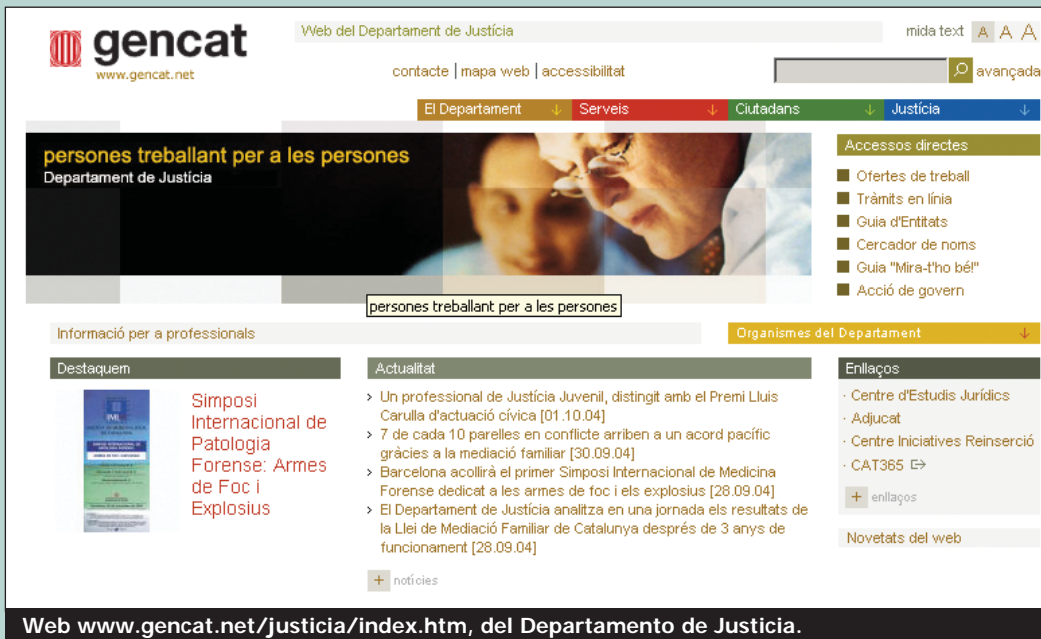 gencat
www.gencat.net
Web del Departament de Justícia
mida text A A A
contacte | mapa web | accessibilitat
avançada
El Departament
Serveis
Ciutadans
Justícia
persones treballant per a les persones
Departament de Justícia
Accessos directes
Ofertes de treball
Tràmits en línia
Guia d'Entitats
Cercador de noms
Guia "Mira-t'ho bé!"
Acció de govern
persones treballant per a les persones
Informació per a professionals
Organismes del Departament
Destaquem
Simposi
Internacional de
Patologia
Forense: Armes
de Foc i
Explosius
Actualitat
› Un professional de Justícia Juvenil, distingit amb el Premi Lluis
Carulla d'actuació cívica [01.10.04]
› 7 de cada 10 parelles en conflicte arriben a un acord pacífic
gràcies a la mediació familiar [30.09.04]
› Barcelona acollirà el primer Simposi Internacional de Medicina
Forense dedicat a les armes de foc i els explosius [28.09.04]
› El Departament de Justícia analitza en una jornada els resultats de
la Llei de Mediació Familiar de Catalunya després de 3 anys de
funcionament [28.09.04]
+ notícies
Enllaços
· Centre d'Estudis Jurídics
· Adjucat
· Centre Iniciatives Reinserció
· CAT365
+ enllaços
Novetats del web
Web www.gencat.net/justicia/index.htm, del Departamento de Justicia.